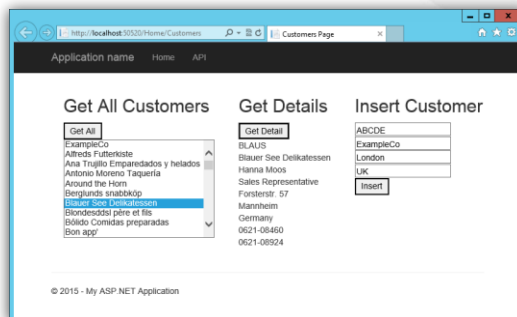 http://localhost:50520/Home/Customers
Customers Page
Application name Home API
Get All Customers
Get All
ExampleCo
Alfreds Futterkiste
Ana Trujillo Emparedados y helados
Antonio Moreno Taquería
Around the Horn
Berglunds snabbköp
Blauer See Delikatessen
Blondesddsl père et fils
Bólido Comidas preparadas
Bon app'
Get Details
Get Detail
BLAUS
Blauer See Delikatessen
Hanna Moos
Sales Representative
Forsterstr. 57
Mannheim
Germany
0621-08460
0621-08924
Insert Customer
ABCDE
ExampleCo
London
UK
Insert
© 2015 - My ASP.NET Application